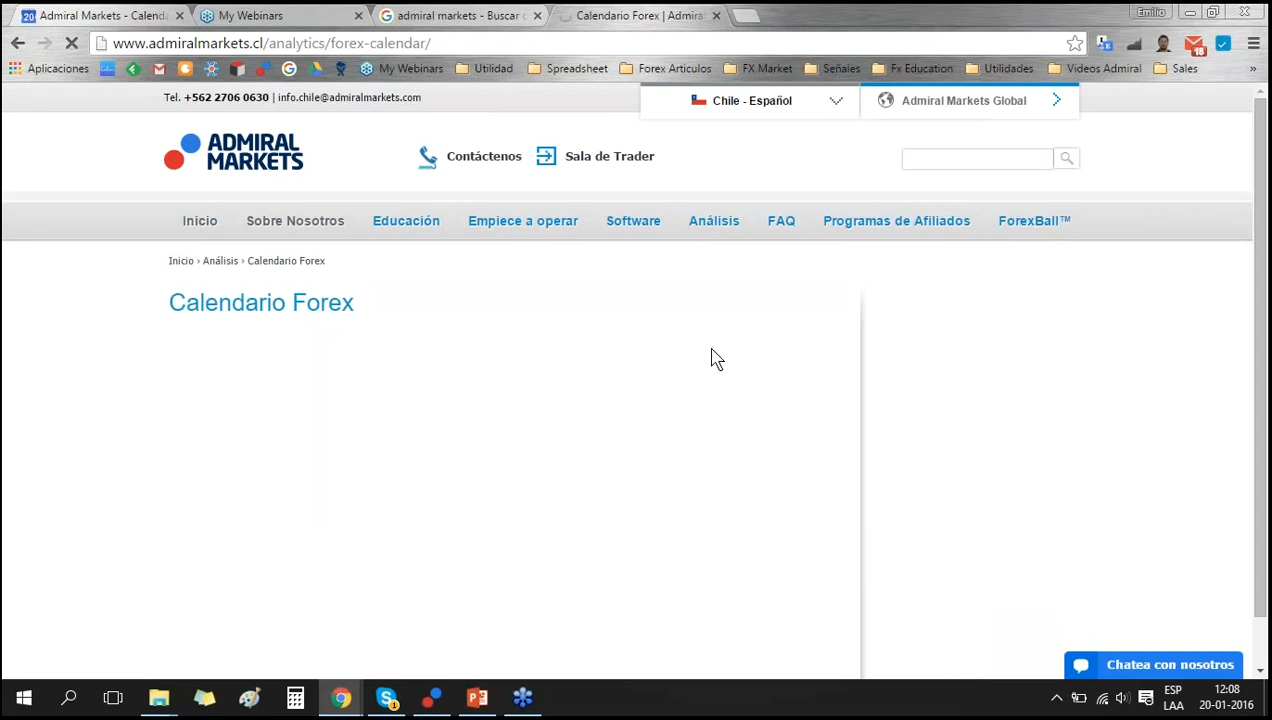 Admiral Markets - Calenda
My Webinars
admiral markets - Buscar c
Calendario Forex | Admira
Emilio
www.admiralmarkets.cl/analytics/forex-calendar/
18
Aplicaciones
My Webinars
Utilidad
Spreadsheet
Forex Articulos
FX Market
Señales
Fx Education
Utilidades
Videos Admiral
Sales
»
Tel. +562 2706 0630 | info.chile@admiralmarkets.com
Chile - Español
Admiral Markets Global
ADMIRAL
MARKETS
Contáctenos
Sala de Trader
Inicio
Sobre Nosotros
Educación
Empiece a operar
Software
Análisis
FAQ
Programas de Afiliados
ForexBall™
Inicio › Análisis › Calendario Forex
Calendario Forex
Chatea con nosotros
ESP
LAA
12:08
20-01-2016